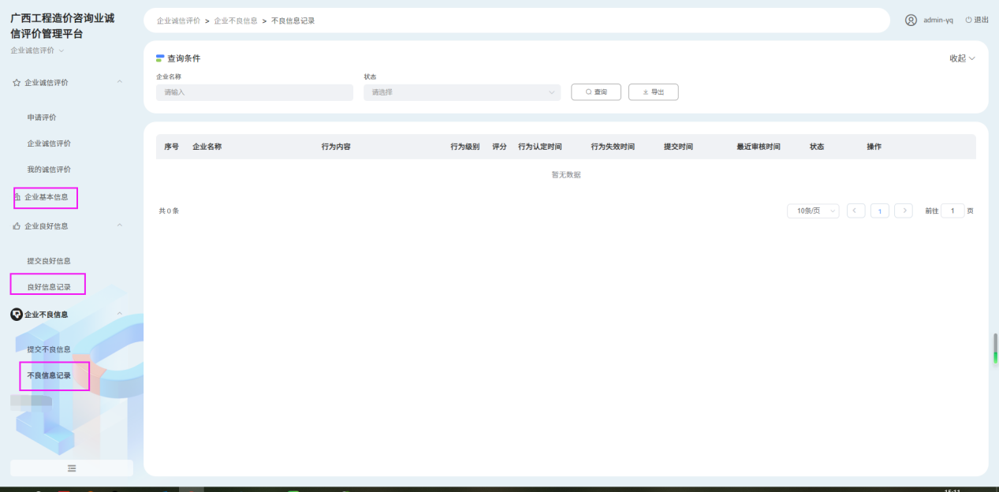 广西工程造价咨询业诚
信评价管理平台
企业诚信评价
企业诚信评价
申请评价
企业诚信评价
我的诚信评价
企业基本信息
企业良好信息
提交良好信息
良好信息记录
企业不良信息
提交不良信息
不良信息记录
企业诚信评价 > 企业不良信息 > 不良信息记录
admin-yq 退出
查询条件 收起
企业名称 状态
请输入 请选择 查询 导出
序号 企业名称 行为内容 行为级别 评分 行为认定时间 行为失效时间 提交时间 最近审核时间 状态 操作
暂无数据
共 0 条 10条/页 1 前往 1 页
15:11